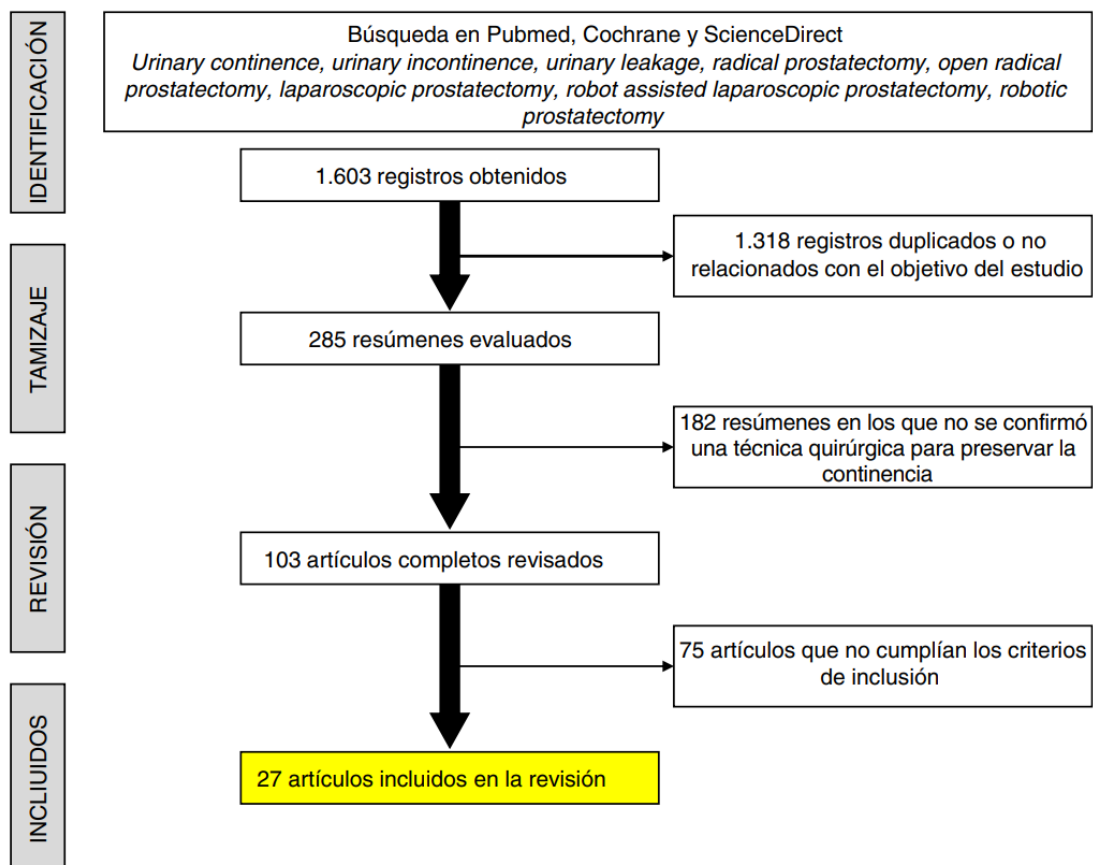 IDENTIFICACIÓN
Búsqueda en Pubmed, Cochrane y ScienceDirect
Urinary continence, urinary incontinence, urinary leakage, radical prostatectomy, open radical
prostatectomy, laparoscopic prostatectomy, robot assisted laparoscopic prostatectomy, robotic
prostatectomy
1.603 registros obtenidos
1.318 registros duplicados o no
relacionados con el objetivo del estudio
TAMIZAJE
285 resúmenes evaluados
182 resúmenes en los que no se confirmó
una técnica quirúrgica para preservar la
continencia
REVISIÓN
103 artículos completos revisados
75 artículos que no cumplían los criterios
de inclusión
INCLIUIDOS
27 artículos incluidos en la revisión